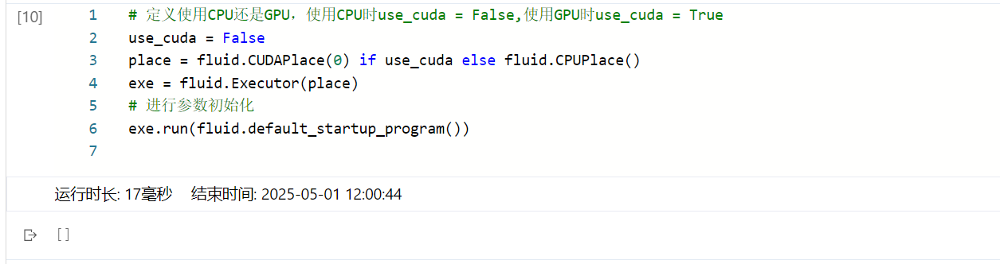 [10]
1 # 定义使用CPU还是GPU，使用CPU时use_cuda = False,使用GPU时use_cuda = True
2 use_cuda = False
3 place = fluid.CUDAPlace(0) if use_cuda else fluid.CPUPlace()
4 exe = fluid.Executor(place)
5 # 进行参数初始化
6 exe.run(fluid.default_startup_program())
7
运行时长: 17毫秒 结束时间: 2025-05-01 12:00:44
[]